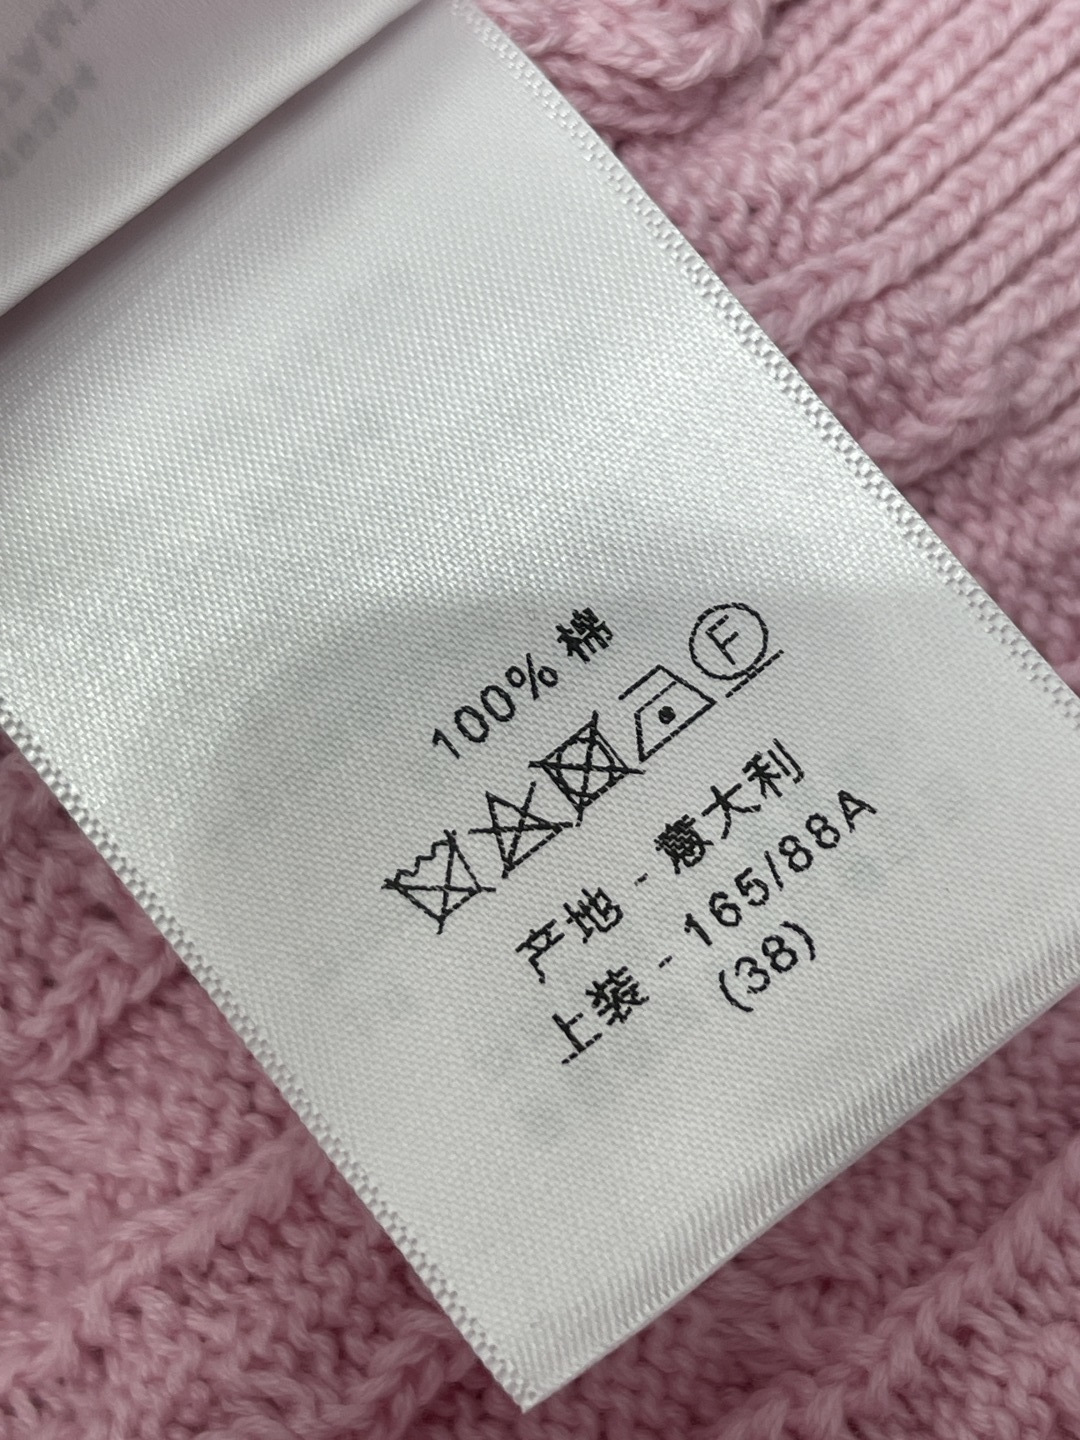 100% 棉
F
产地 - 意大利
上装 - 165/88A
(38)